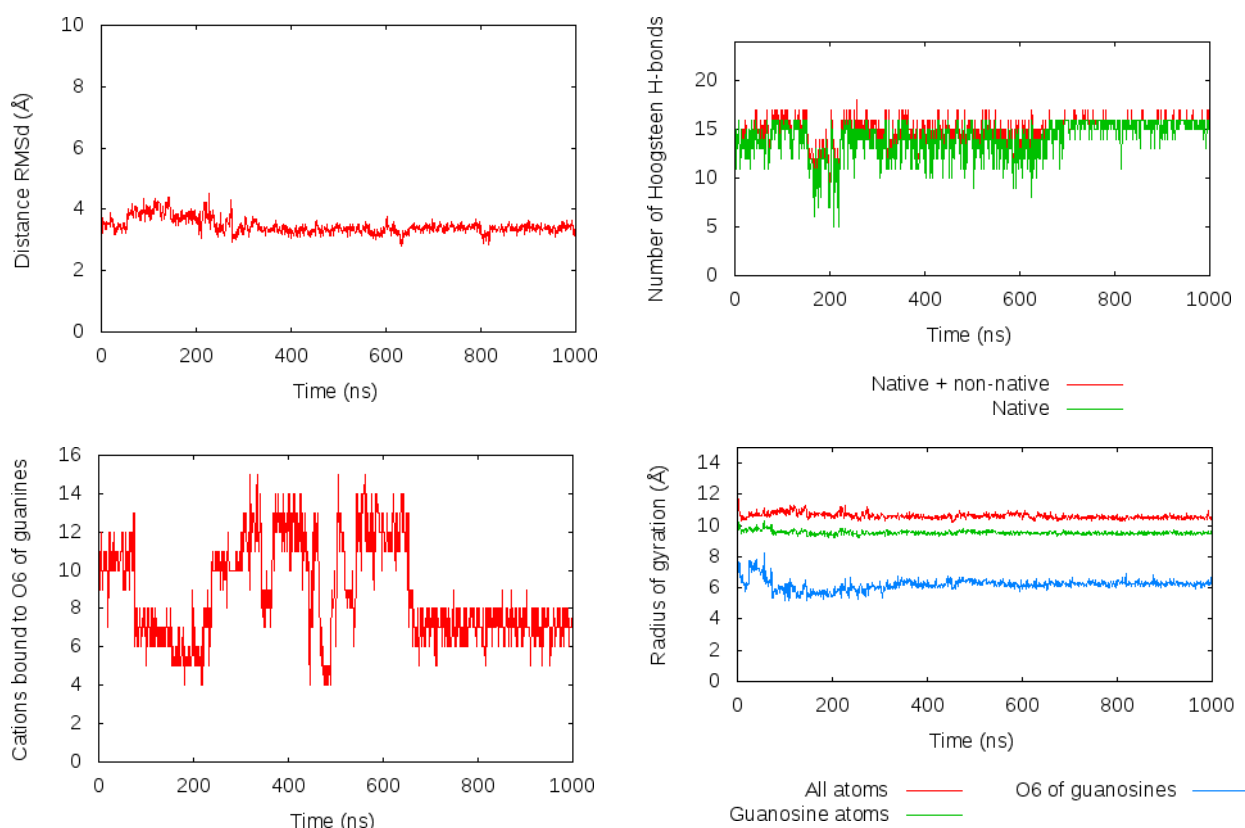 Distance RMSd (Å)
10
8
6
4
2
0
0 200 400 600 800 1000
Time (ns)
Number of Hoogsteen H-bonds
20
15
10
5
0
0 200 400 600 800 1000
Time (ns)
Native + non-native
Native
Cations bound to O6 of guanines
16
14
12
10
8
6
4
2
0
0 200 400 600 800 1000
Time (ns)
Radius of gyration (Å)
14
12
10
8
6
4
2
0
0 200 400 600 800 1000
Time (ns)
All atoms
Guanosine atoms
O6 of guanosines